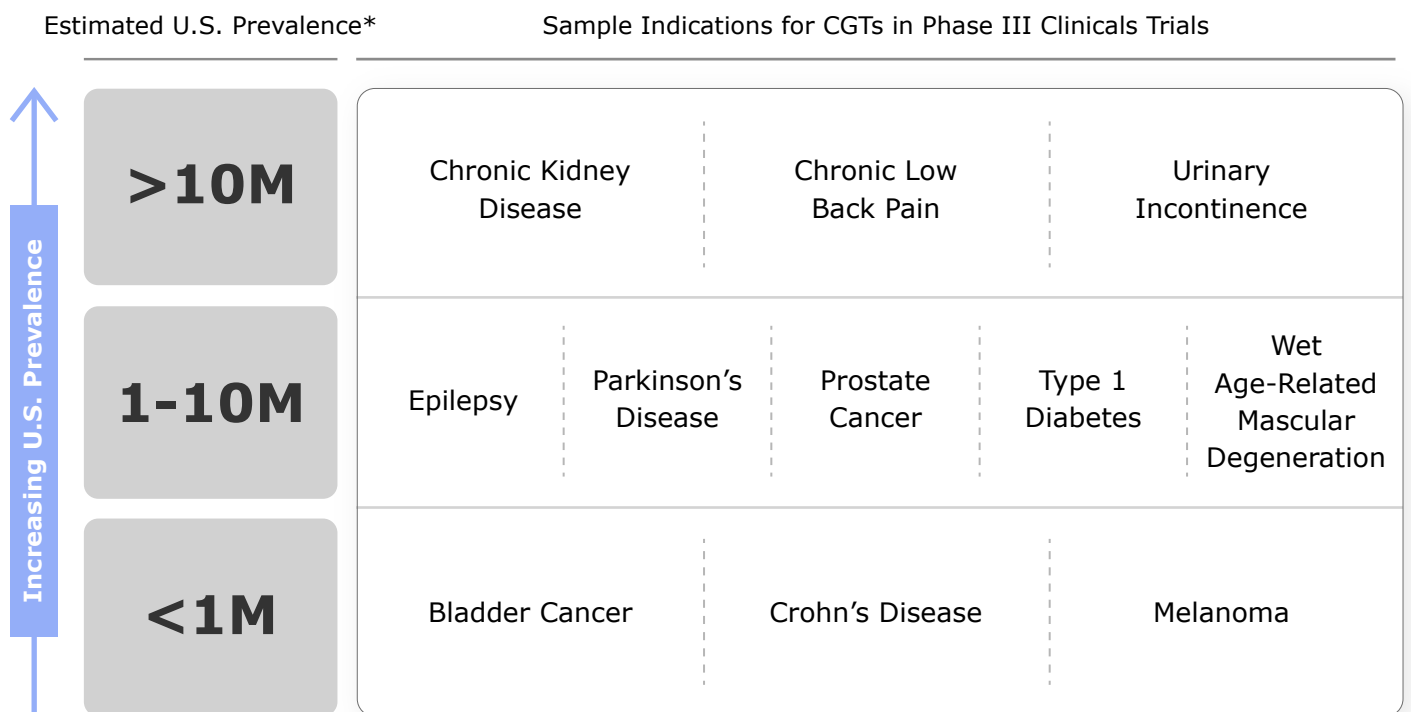 Estimated U.S. Prevalence*
Sample Indications for CGTs in Phase III Clinicals Trials
Increasing U.S. Prevalence
>10M
Chronic Kidney
Disease
Chronic Low
Back Pain
Urinary
Incontinence
1-10M
Epilepsy
Parkinson’s
Disease
Prostate
Cancer
Type 1
Diabetes
Wet
Age-Related
Mascular
Degeneration
<1M
Bladder Cancer
Crohn’s Disease
Melanoma